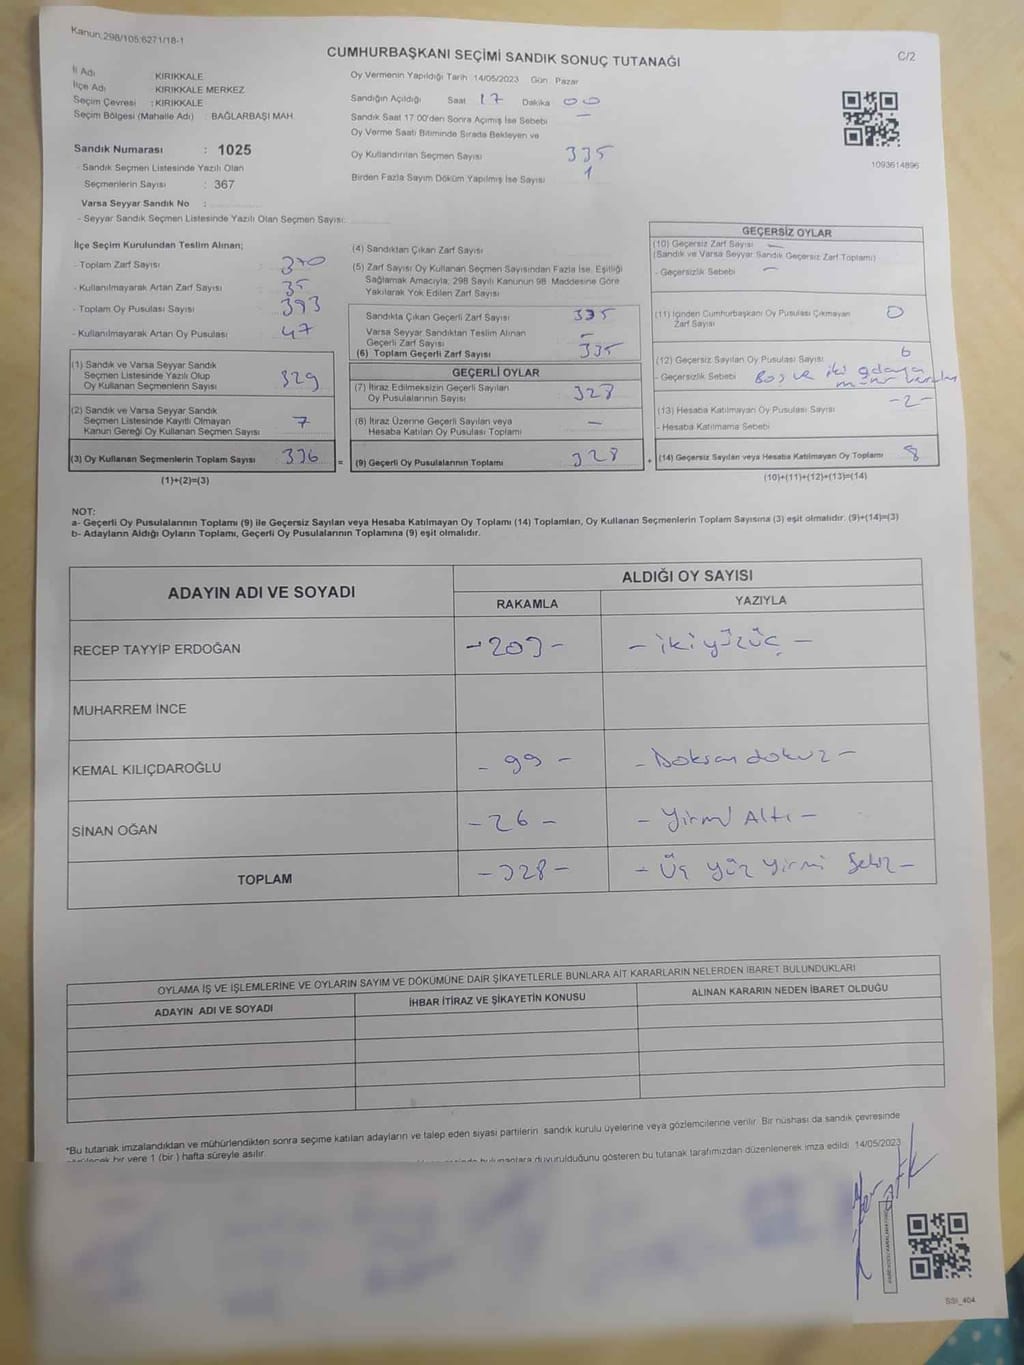 Kanun:298/105;6271/18-1
CUMHURBAŞKANI SEÇİMİ SANDIK SONUÇ TUTANAĞI
C/2
İl Adı KIRIKKALE
İlçe Adı KIRIKKALE MERKEZ
Seçim Çevresi : KIRIKKALE
Seçim Bölgesi (Mahalle Adı) : BAĞLARBAŞI MAH.
Sandık Numarası : 1025
- Sandık Seçmen Listesinde Yazılı Olan
Seçmenlerin Sayısı : 367
Varsa Seyyar Sandık No :
- Seyyar Sandık Seçmen Listesinde Yazılı Olan Seçmen Sayısı:
Oy Vermenin Yapıldığı Tarih 14/05/2023 Gün Pazar
Sandığın Açıldığı Saat 17 Dakika 00
Sandık Saat 17.00'den Sonra Açımış İse Sebebi —
Oy Verme Saati Bitiminde Sırada Bekleyen ve
Oy Kullandırılan Seçmen Sayısı 335
Birden Fazla Sayım Döküm Yapılmış İse Sayısı 1
1093614896
İlçe Seçim Kurulundan Teslim Alınan;
- Toplam Zarf Sayısı 370
- Kullanılmayarak Artan Zarf Sayısı : 35
- Toplam Oy Pusulası Sayısı : 393
- Kullanılmayarak Artan Oy Pusulası : 47
(1) Sandık ve Varsa Seyyar Sandık
Seçmen Listesinde Yazılı Olup
Oy Kullanan Seçmenlerin Sayısı 329
(2) Sandık ve Varsa Seyyar Sandık
Seçmen Listesinde Kayıtlı Olmayan
Kanun Gereği Oy Kullanan Seçmen Sayısı 7
(3) Oy Kullanan Seçmenlerin Toplam Sayısı 336 =
(1)+(2)=(3)
(4) Sandıktan Çıkan Zarf Sayısı
(5) Zarf Sayısı Oy Kullanan Seçmen Sayısından Fazla İse, Eşitliği
Sağlamak Amacıyla, 298 Sayılı Kanunun 98. Maddesine Göre
Yakılarak Yok Edilen Zarf Sayısı
Sandıkta Çıkan Geçerli Zarf Sayısı 335
Varsa Seyyar Sandıktan Teslim Alınan
Geçerli Zarf Sayısı —
(6) Toplam Geçerli Zarf Sayısı 335
GEÇERLİ OYLAR
(7) İtiraz Edilmeksizin Geçerli Sayılan
Oy Pusulalarının Sayısı 328
(8) İtiraz Üzerine Geçerli Sayılan veya
Hesaba Katılan Oy Pusulası Toplamı —
(9) Geçerli Oy Pusulalarının Toplamı 328 +
GEÇERSİZ OYLAR
(10) Geçersiz Zarf Sayısı —
(Sandık ve Varsa Seyyar Sandık Geçersiz Zarf Toplamı)
- Geçersizlik Sebebi —
(11) İçinden Cumhurbaşkanı Oy Pusulası Çıkmayan
Zarf Sayısı 0
(12) Geçersiz Sayılan Oy Pusulası Sayısı 6
- Geçersizlik Sebebi Boş ve iki adaya
(13) Hesaba Katılmayan Oy Pusulası Sayısı -2-
- Hesaba Katılmama Sebebi
(14) Geçersiz Sayılan veya Hesaba Katılmayan Oy Toplamı 8
(10)+(11)+(12)+(13)=(14)
NOT:
a- Geçerli Oy Pusulalarının Toplamı (9) ile Geçersiz Sayılan veya Hesaba Katılmayan Oy Toplamı (14) Toplamları, Oy Kullanan Seçmenlerin Toplam Sayısına (3) eşit olmalıdır. (9)+(14)=(3)
b- Adayların Aldığı Oyların Toplamı, Geçerli Oy Pusulalarının Toplamına (9) eşit olmalıdır.
ADAYIN ADI VE SOYADI
ALDIĞI OY SAYISI
RAKAMLA YAZIYLA
RECEP TAYYİP ERDOĞAN -203- - iki yüz üç -
MUHARREM İNCE
KEMAL KILIÇDAROĞLU - 99 - - Doksan dokuz -
SİNAN OĞAN - 26 - - Yirmi Altı -
TOPLAM - 328 - - Üç yüz yirmi sekiz -
OYLAMA İŞ VE İŞLEMLERİNE VE OYLARIN SAYIM VE DÖKÜMÜNE DAİR ŞİKAYETLERLE BUNLARA AİT KARARLARIN NELERDEN İBARET BULUNDUKLARI
ADAYIN ADI VE SOYADI İHBAR İTİRAZ VE ŞİKAYETİN KONUSU ALINAN KARARIN NEDEN İBARET OLDUĞU
"Bu tutanak imzalandıktan ve mühürlendikten sonra seçime katılan adayların ve talep eden siyasi partilerin sandık kurulu üyelerine veya gözlemcilerine verilir. Bir nüshası da sandık çevresinde
bir yere 1 (bir ) hafta süreyle asılır.
bulunanlara duyurulduğunu gösteren bu tutanak tarafımızdan düzenlenerek imza edildi. 14/05/2023
SSI_404